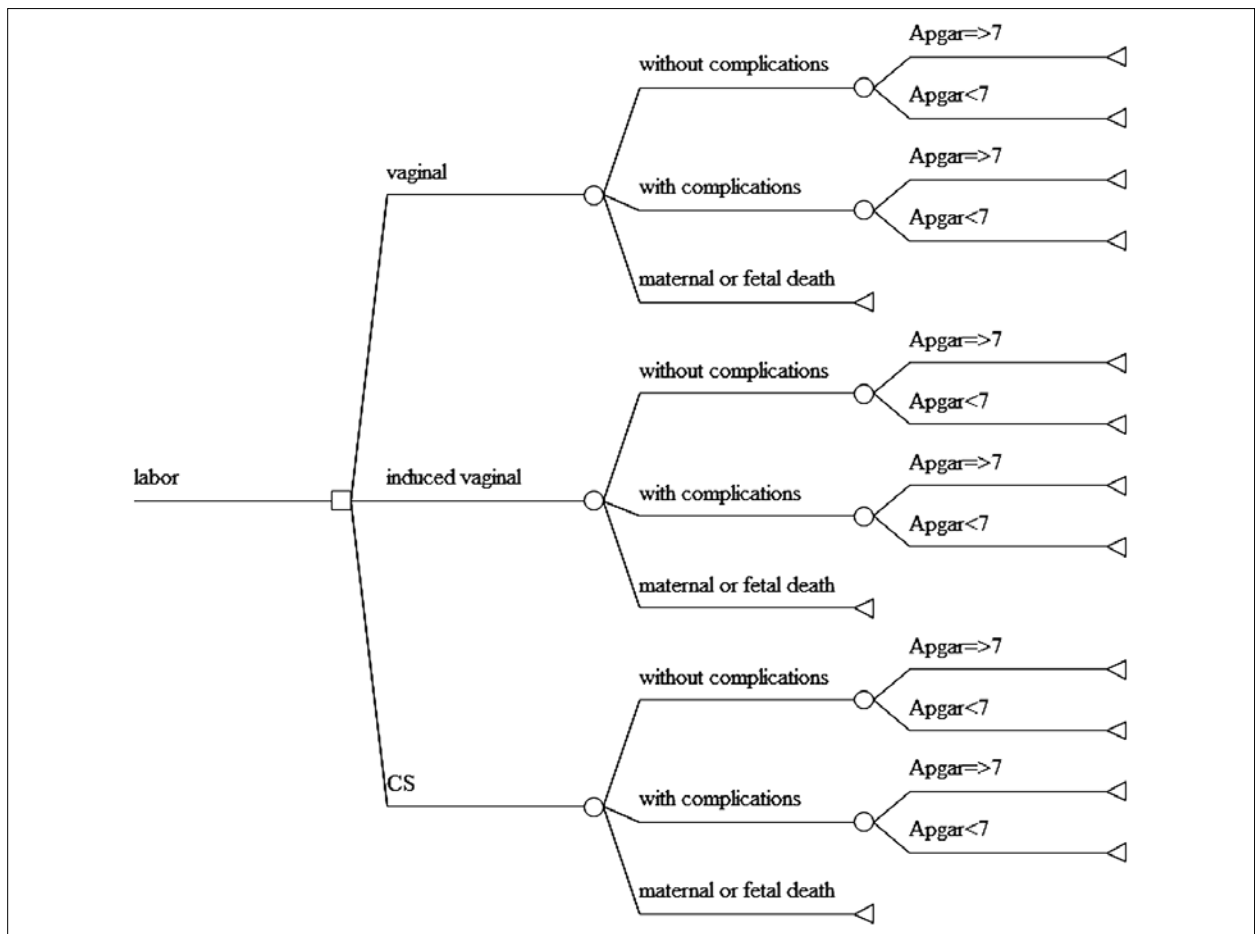 Apgar=>7
without complications
Apgar<7
Apgar=>7
vaginal
with complications
Apgar<7
maternal or fetal death
Apgar=>7
without complications
Apgar<7
Apgar=>7
labor
induced vaginal
with complications
Apgar<7
maternal or fetal death
Apgar=>7
without complications
Apgar<7
Apgar=>7
CS
with complications
Apgar<7
maternal or fetal death